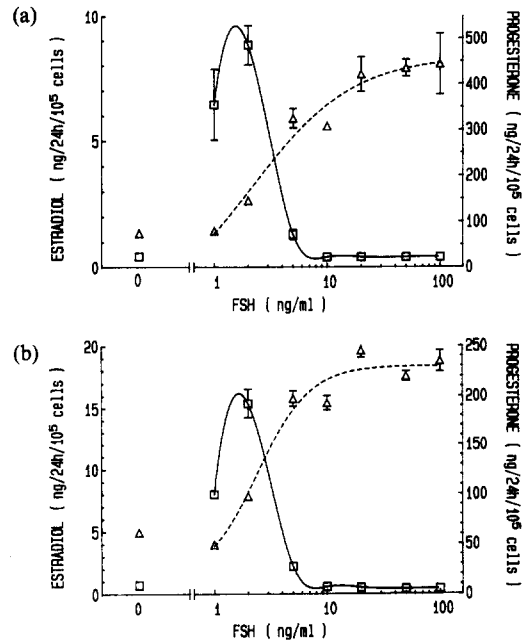 (a)
10
5
0
ESTRADIOL ( ng/24h/10⁵ cells)
500
400
300
200
100
0
PROGESTERONE ( ng/24h/10⁵ cells)
0 1 10 100
FSH ( ng/ml )
(b)
20
15
10
5
0
ESTRADIOL ( ng/24h/10⁵ cells)
250
200
150
100
50
0
PROGESTERONE ( ng/24h/10⁵ cells)
0 1 10 100
FSH ( ng/ml )